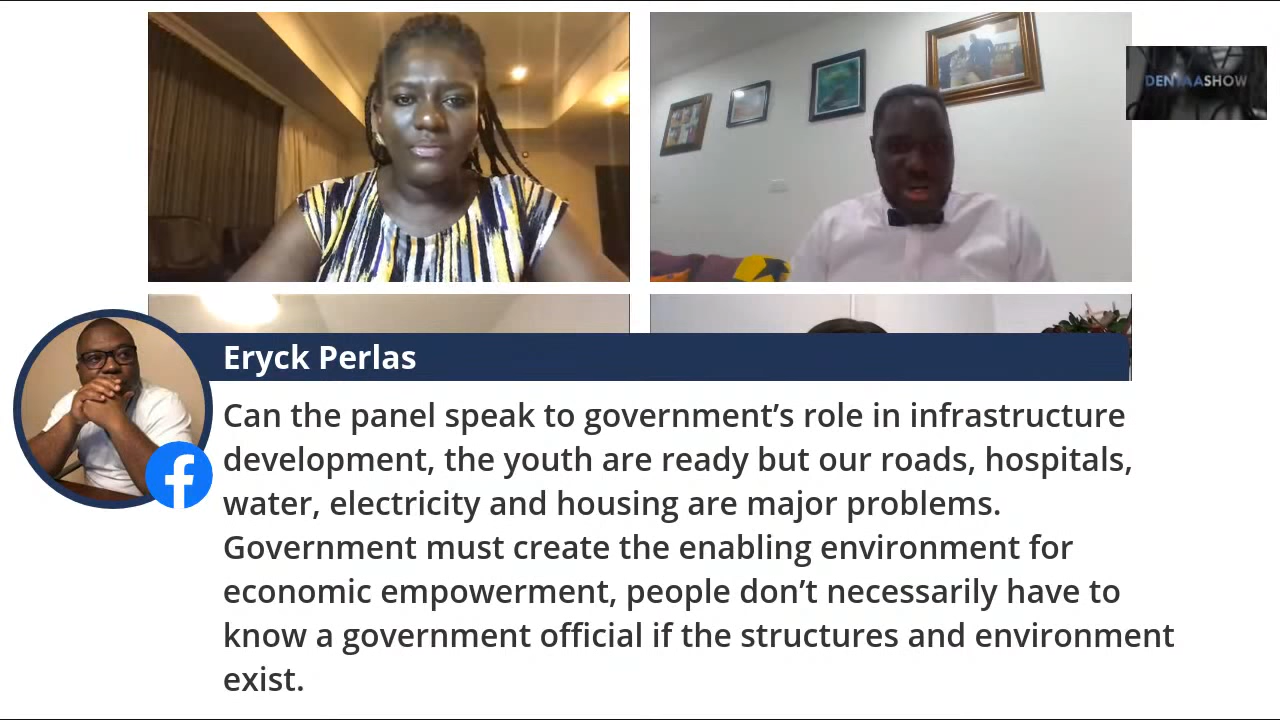 DENTAASHOW
Eryck Perlas
Can the panel speak to government’s role in infrastructure
development, the youth are ready but our roads, hospitals,
water, electricity and housing are major problems.
Government must create the enabling environment for
economic empowerment, people don’t necessarily have to
know a government official if the structures and environment
exist.